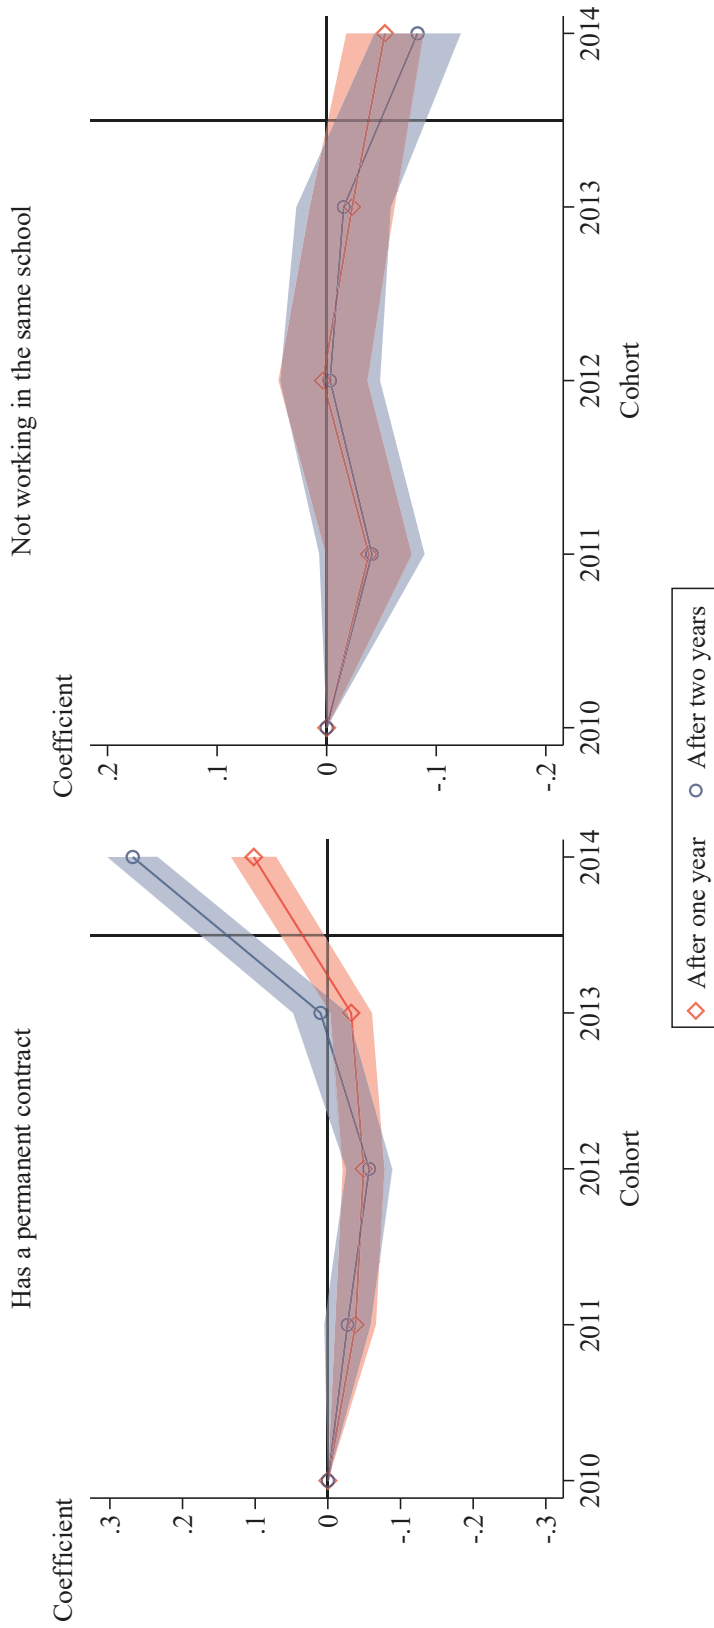 Has a permanent contract
Coefficient
.3
.2
.1
0
-.1
-.2
-.3
2010 2011 2012 2013 2014
Cohort
Not working in the same school
Coefficient
.2
.1
0
-.1
-.2
2010 2011 2012 2013 2014
Cohort
After one year After two years